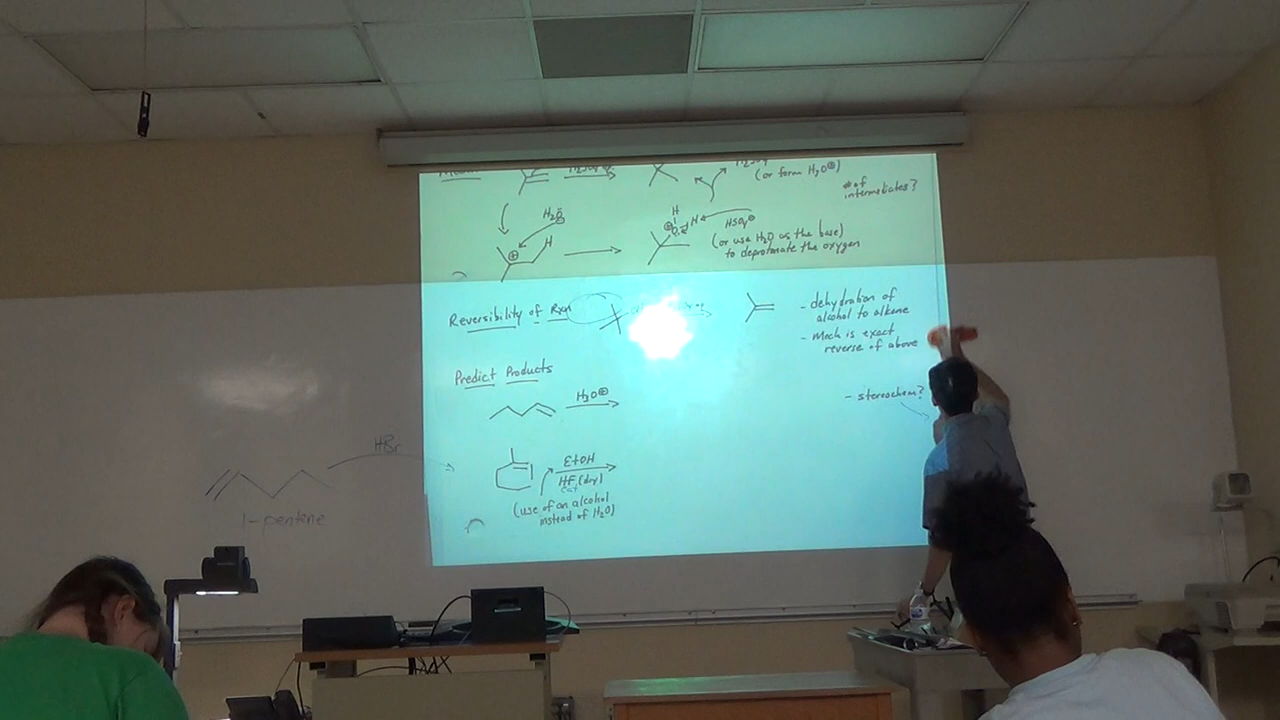 (or form H₃O⊕)
# of
intermediates?
H₂Ö
H
⊕
H
H
HSO₄⊖
(or use H₂O as the base)
to deprotonate the oxygen
Reversibility of Rxn
- dehydration of
alcohol to alkene
- Mech is exact
reverse of above
Predict Products
H₃O⊕
- stereochem?
HBr
EtOH
HF (dry)
cat
(use of an alcohol
instead of H₂O)
1-pentene